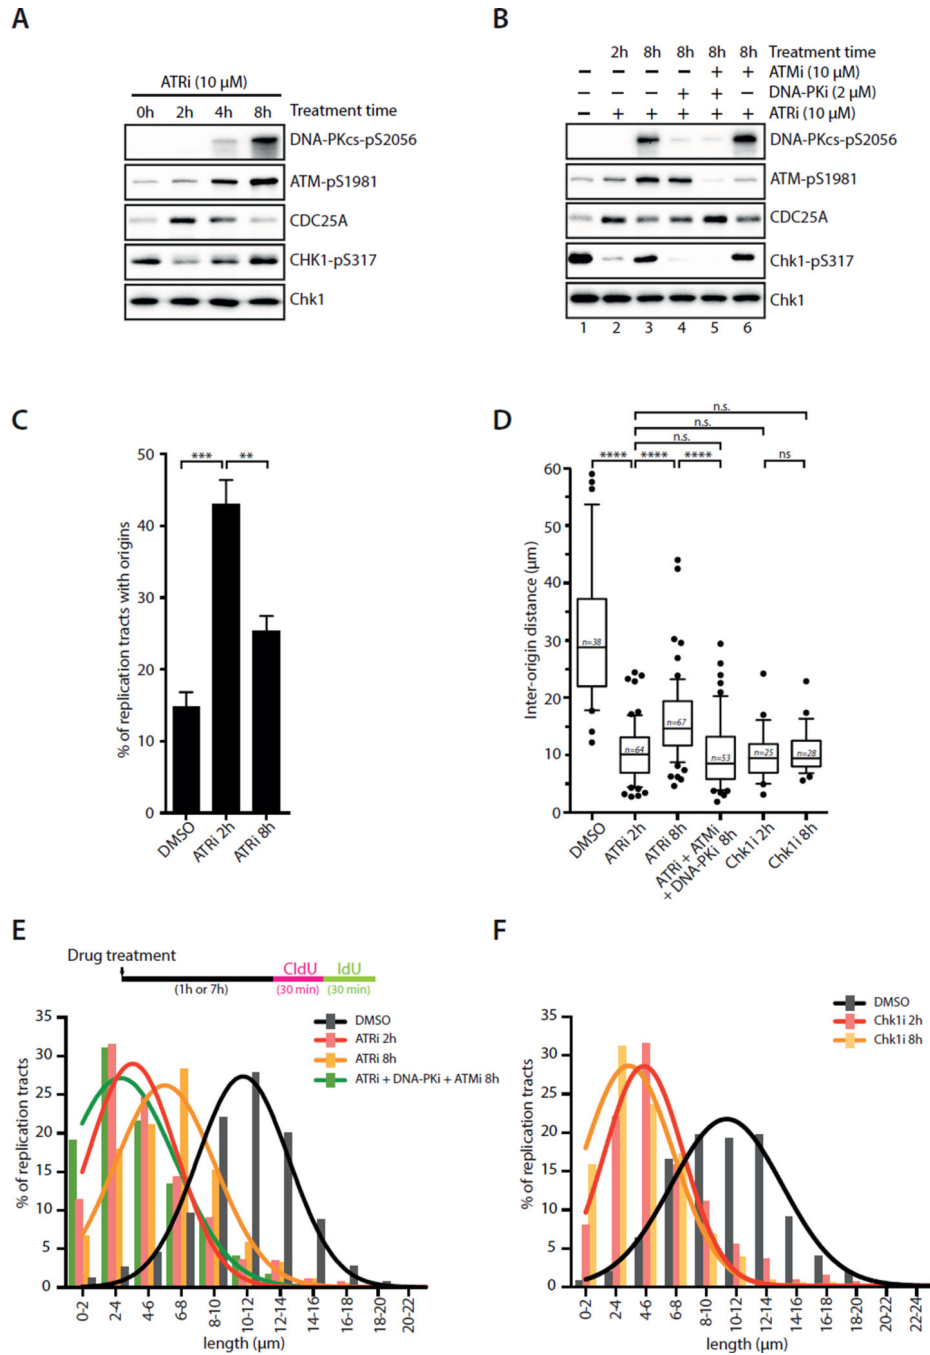 A
ATRi (10 µM)
0h 2h 4h 8h Treatment time
DNA-PKcs-pS2056
ATM-pS1981
CDC25A
CHK1-pS317
Chk1
B
2h 8h 8h 8h 8h Treatment time
– – – – + + ATMi (10 µM)
– – – + + – DNA-PKi (2 µM)
– + + + + + ATRi (10 µM)
DNA-PKcs-pS2056
ATM-pS1981
CDC25A
Chk1-pS317
Chk1
1 2 3 4 5 6
C
% of replication tracts with origins
50
40
30
20
10
0
*** **
DMSO
ATRi 2h
ATRi 8h
D
n.s.
n.s.
n.s.
**** **** **** ns
Inter-origin distance (µm)
60
50
40
30
20
10
0
n=38
n=64
n=67
n=53
n=25
n=28
DMSO
ATRi 2h
ATRi 8h
ATRi + ATMi
+ DNA-PKi 8h
Chk1i 2h
Chk1i 8h
E
Drug treatment
CldU IdU
(1h or 7h) (30 min) (30 min)
DMSO
ATRi 2h
ATRi 8h
ATRi + DNA-PKi + ATMi 8h
% of replication tracts
35
30
25
20
15
10
5
0
0-2 2-4 4-6 6-8 8-10 10-12 12-14 14-16 16-18 18-20 20-22
length (µm)
F
DMSO
Chk1i 2h
Chk1i 8h
% of replication tracts
35
30
25
20
15
10
5
0
0-2 2-4 4-6 6-8 8-10 10-12 12-14 14-16 16-18 18-20 20-22 22-24
length (µm)